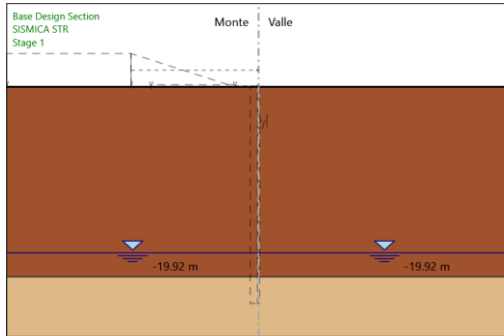 Base Design Section
SISMICA STR
Stage 1
Monte
Valle
-19.92 m
-19.92 m